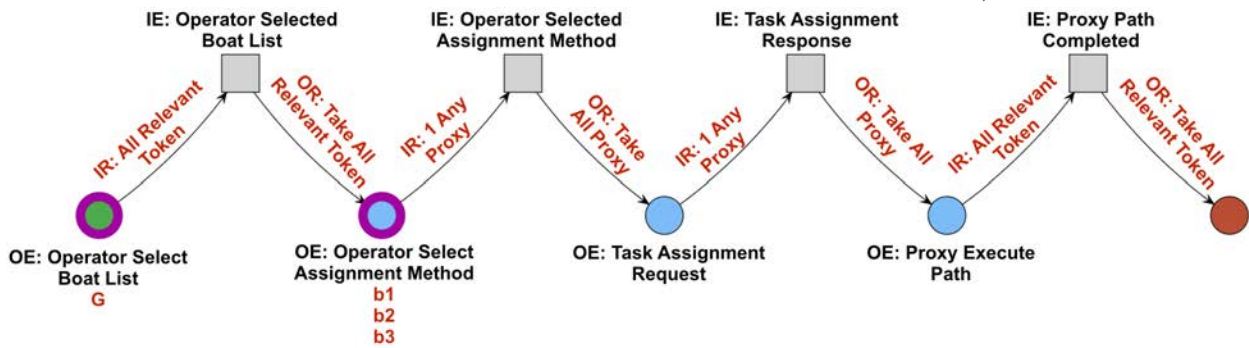 IE: Operator Selected
Boat List
IE: Operator Selected
Assignment Method
IE: Task Assignment
Response
IE: Proxy Path
Completed
IR: All Relevant
Token
OR: Take All
Relevant Token
IR: 1 Any
Proxy
OR: Take
All Proxy
IR: 1 Any
Proxy
OR: Take All
Proxy
IR: All Relevant
Token
OR: Take All
Relevant Token
OE: Operator Select
Boat List
G
OE: Operator Select
Assignment Method
b1
b2
b3
OE: Task Assignment
Request
OE: Proxy Execute
Path